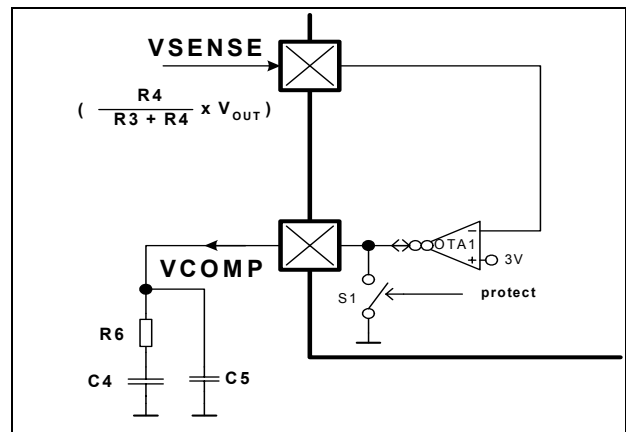 VSENSE
( R4 / R3 + R4 x VOUT )
OTA1
−
+
3V
VCOMP
S1
protect
R6
C4
C5